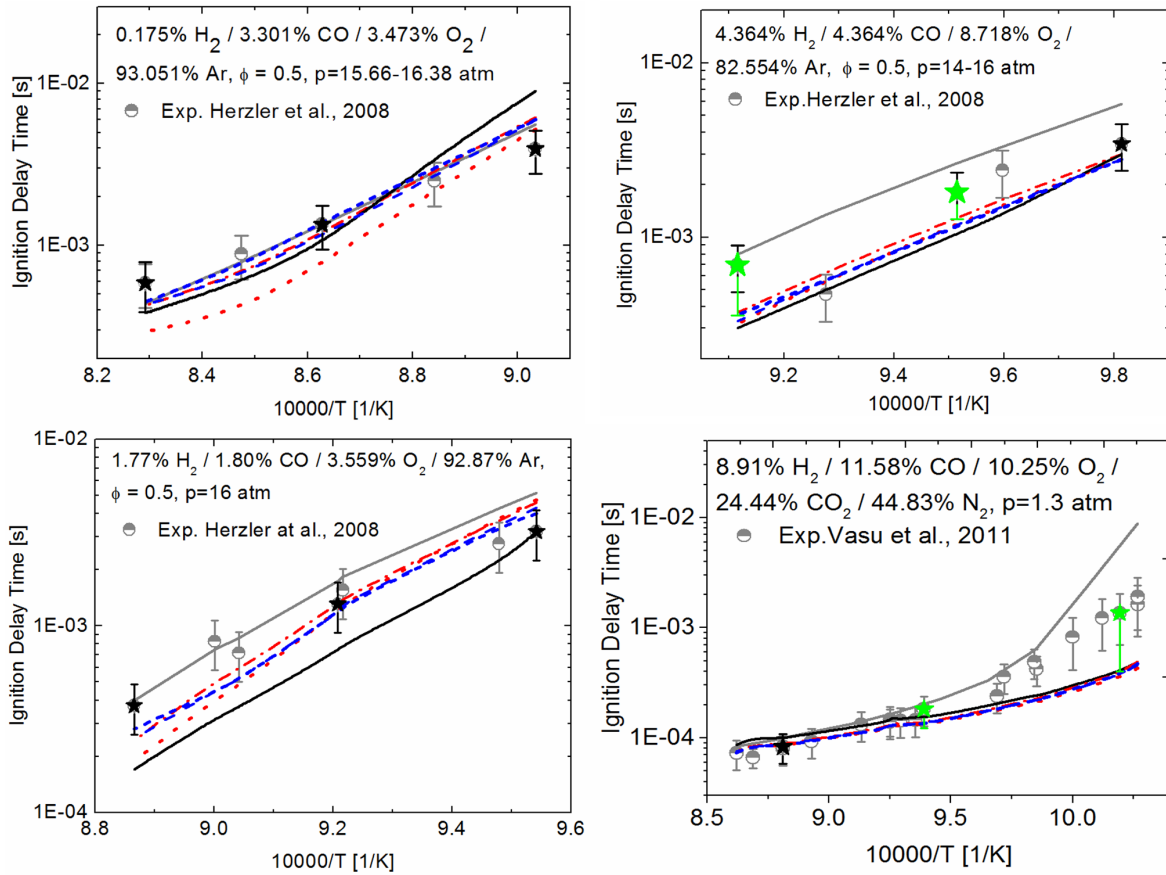 0.175% H2 / 3.301% CO / 3.473% O2 /
93.051% Ar, ϕ = 0.5, p=15.66-16.38 atm
Exp. Herzler et al., 2008
Ignition Delay Time [s]
1E-02
1E-03
8.2 8.4 8.6 8.8 9.0
10000/T [1/K]
4.364% H2 / 4.364% CO / 8.718% O2 /
82.554% Ar, ϕ = 0.5, p=14-16 atm
Exp.Herzler et al., 2008
Ignition Delay Time [s]
1E-02
1E-03
9.2 9.4 9.6 9.8
10000/T [1/K]
1.77% H2 / 1.80% CO / 3.559% O2 / 92.87% Ar,
ϕ = 0.5, p=16 atm
Exp. Herzler at al., 2008
Ignition Delay Time [s]
1E-02
1E-03
1E-04
8.8 9.0 9.2 9.4 9.6
10000/T [1/K]
8.91% H2 / 11.58% CO / 10.25% O2 /
24.44% CO2 / 44.83% N2, p=1.3 atm
Exp.Vasu et al., 2011
Ignition Delay Time [s]
1E-02
1E-03
1E-04
8.5 9.0 9.5 10.0
10000/T [1/K]